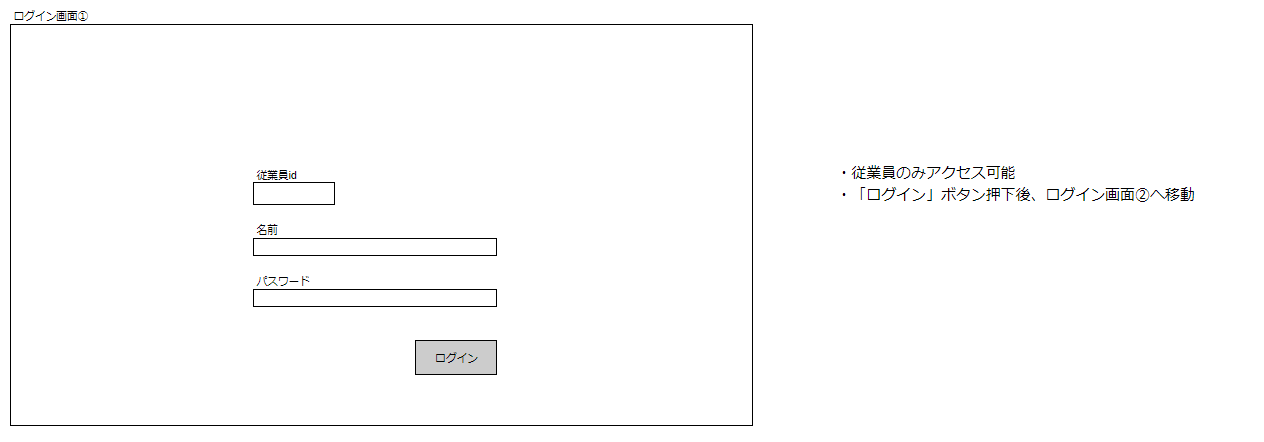 ログイン画面①
従業員id
名前
パスワード
ログイン
・従業員のみアクセス可能
・「ログイン」ボタン押下後、ログイン画面②へ移動